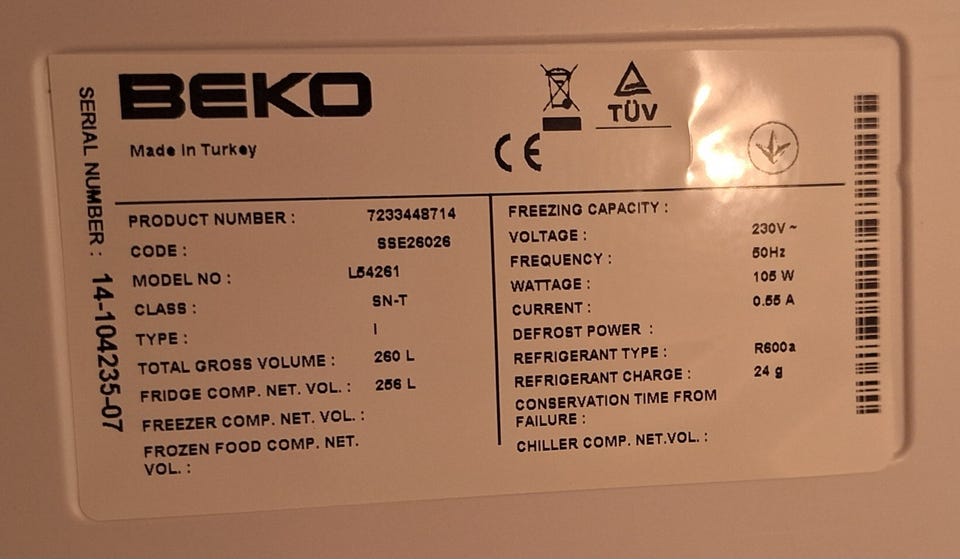 SERIAL NUMBER : 14-104235-07
BEKO
Made in Turkey
TÜV
CE
PRODUCT NUMBER : 7233448714
CODE : SSE26026
MODEL NO : L54261
CLASS : SN-T
TYPE : I
TOTAL GROSS VOLUME : 260 L
FRIDGE COMP. NET. VOL. : 256 L
FREEZER COMP. NET. VOL. :
FROZEN FOOD COMP. NET.
VOL. :
FREEZING CAPACITY :
VOLTAGE : 230V ~
FREQUENCY : 50Hz
WATTAGE : 105 W
CURRENT : 0.55 A
DEFROST POWER :
REFRIGERANT TYPE : R600a
REFRIGERANT CHARGE : 24 g
CONSERVATION TIME FROM
FAILURE :
CHILLER COMP. NET.VOL. :